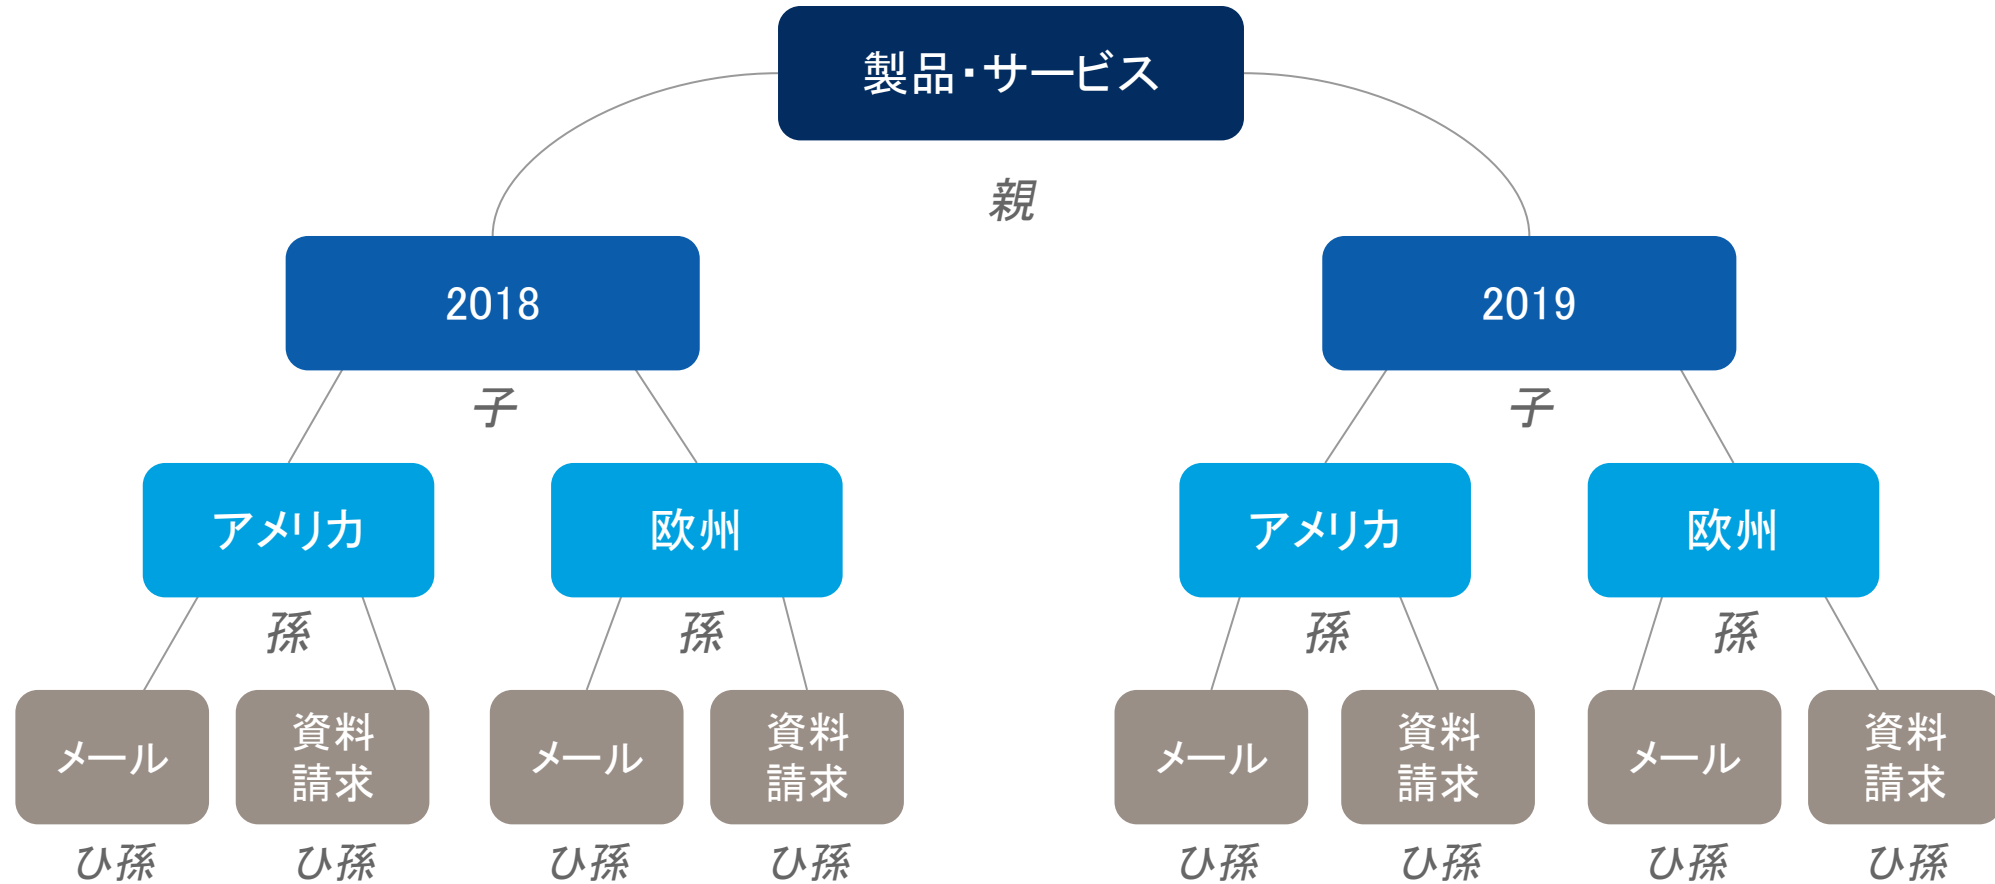 製品・サービス
親
2018
2019
子
子
アメリカ
欧州
アメリカ
欧州
孫
孫
孫
孫
メール
資料
請求
メール
資料
請求
メール
資料
請求
メール
資料
請求
ひ孫
ひ孫
ひ孫
ひ孫
ひ孫
ひ孫
ひ孫
ひ孫